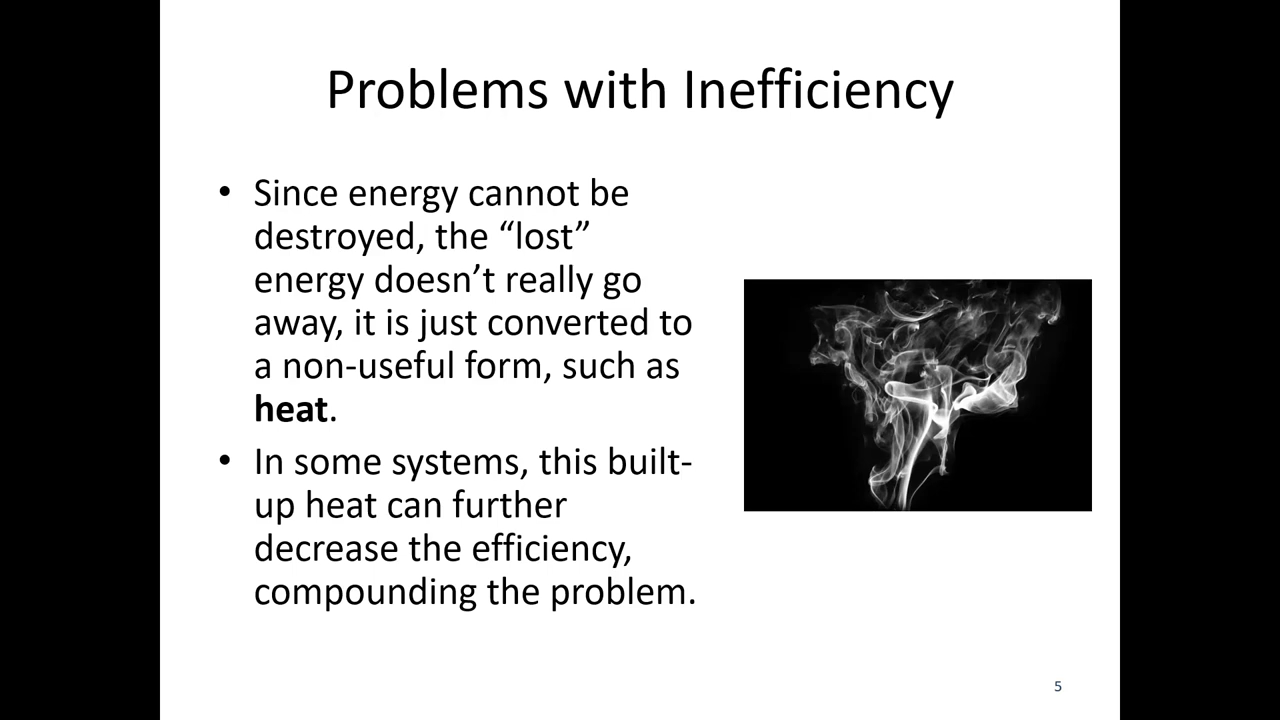 Problems with Inefficiency
• Since energy cannot be
destroyed, the “lost”
energy doesn’t really go
away, it is just converted to
a non-useful form, such as
heat.
• In some systems, this built-
up heat can further
decrease the efficiency,
compounding the problem.
5